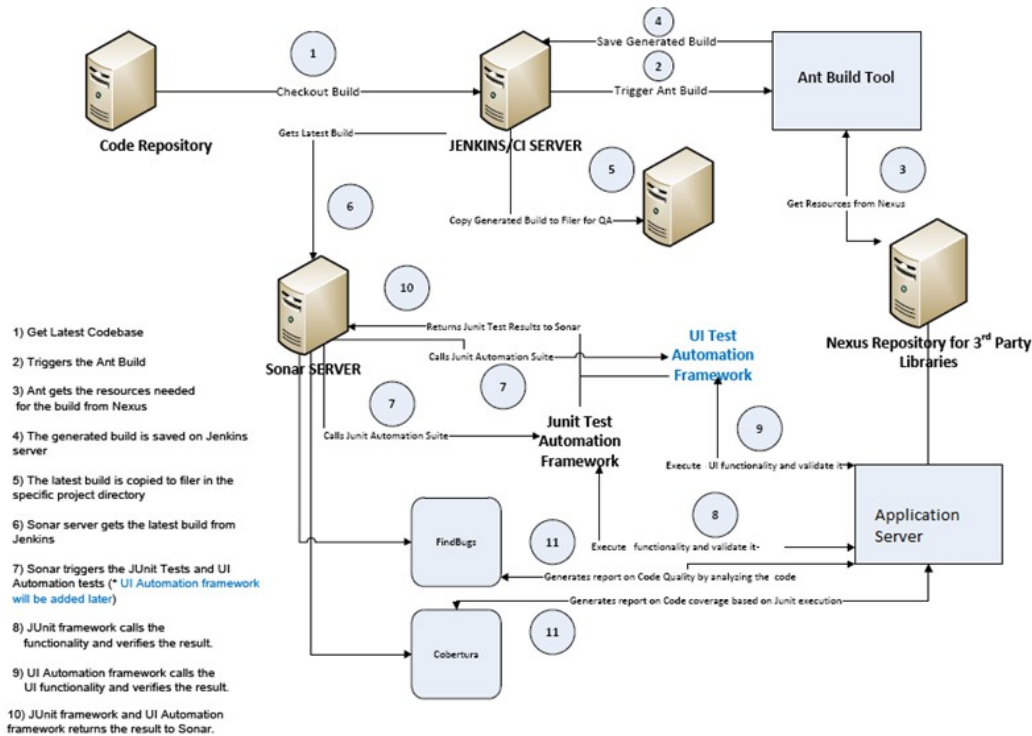 4
Save Generated Build
1
2
Checkout Build
Trigger Ant Build
Ant Build Tool
Code Repository
Gets Latest Build
JENKINS/CI SERVER
5
3
6
Copy Generated Build to Filer for QA
Get Resources from Nexus
10
Returns Junit Test Results to Sonar
Calls Junit Automation Suite
UI Test
Automation
Framework
Nexus Repository for 3rd Party
Libraries
Sonar SERVER
7
7
Calls Junit Automation Suite
Junit Test
Automation
Framework
9
Execute UI functionality and validate it
8
Application
Server
FindBugs
11
Execute functionality and validate it-
Generates report on Code Quality by analyzing the code
Generates report on Code coverage based on Junit execution
11
Cobertura
1) Get Latest Codebase
2) Triggers the Ant Build
3) Ant gets the resources needed
for the build from Nexus
4) The generated build is saved on Jenkins
server
5) The latest build is copied to filer in the
specific project directory
6) Sonar server gets the latest build from
Jenkins
7) Sonar triggers the JUnit Tests and UI
Automation tests (* UI Automation framework
will be added later)
8) JUnit framework calls the
functionality and verifies the result.
9) UI Automation framework calls the
UI functionality and verifies the result.
10) JUnit framework and UI Automation
framework returns the result to Sonar.